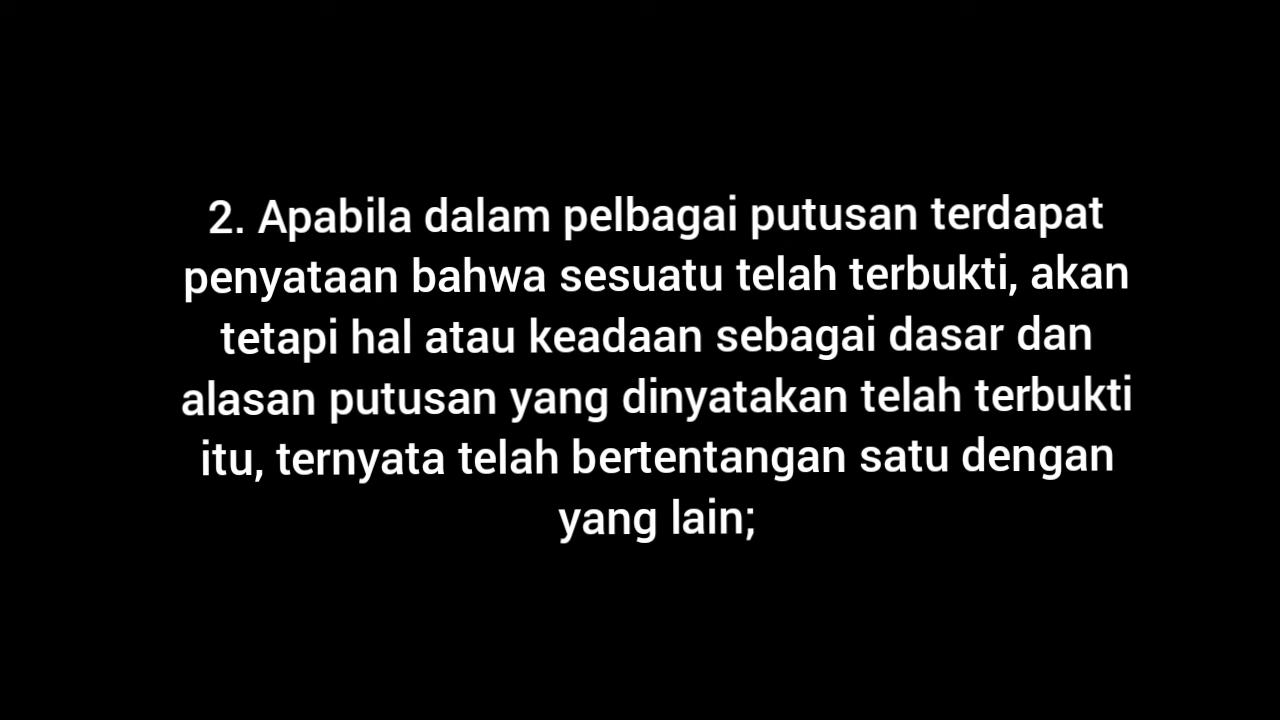 2. Apabila dalam pelbagai putusan terdapat
penyataan bahwa sesuatu telah terbukti, akan
tetapi hal atau keadaan sebagai dasar dan
alasan putusan yang dinyatakan telah terbukti
itu, ternyata telah bertentangan satu dengan
yang lain;